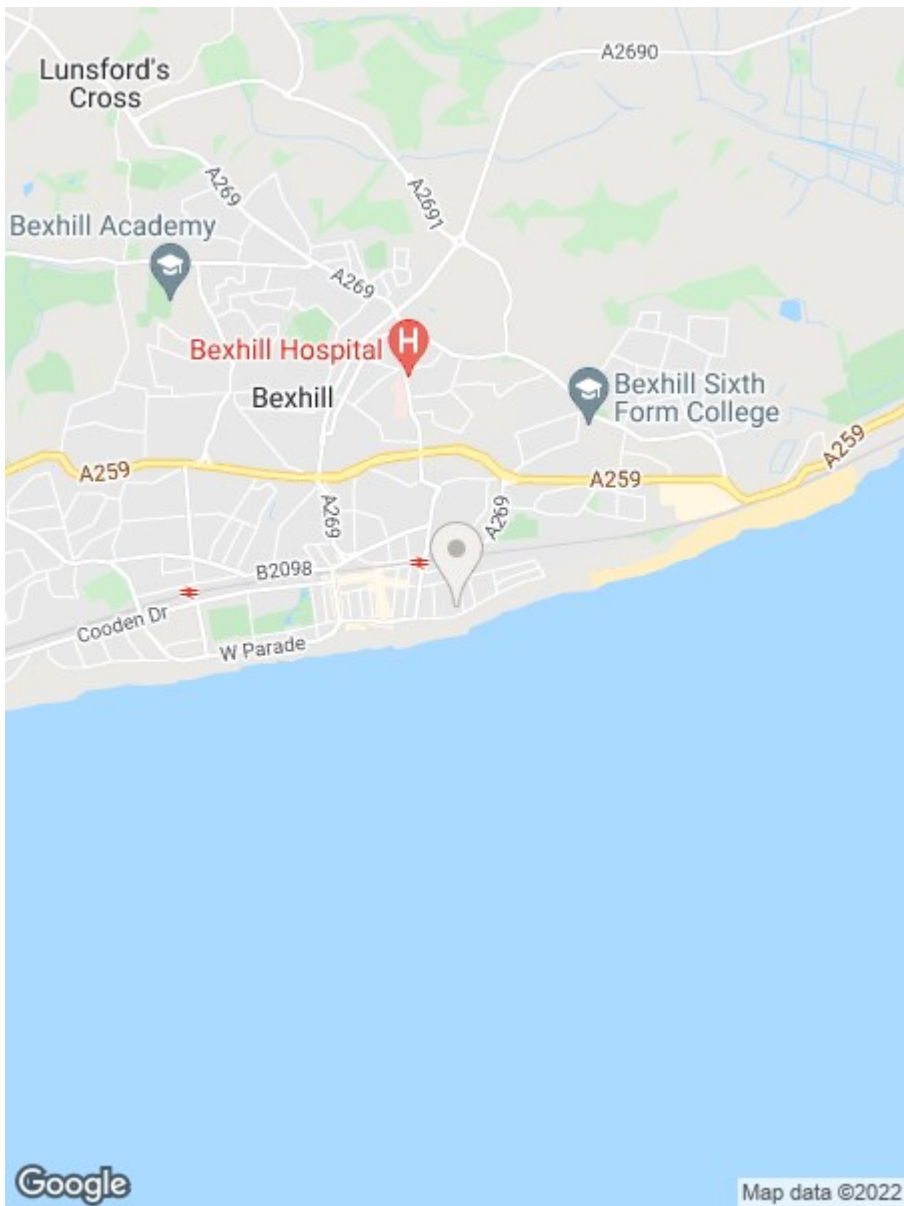 A2690
Lunsford's
Cross
A269
A2691
Bexhill Academy
A269
Bexhill Hospital
H
Bexhill
Bexhill Sixth
Form College
A259
A259
A259
A269
A269
B2098
Cooden Dr
W Parade
Google
Map data ©2022